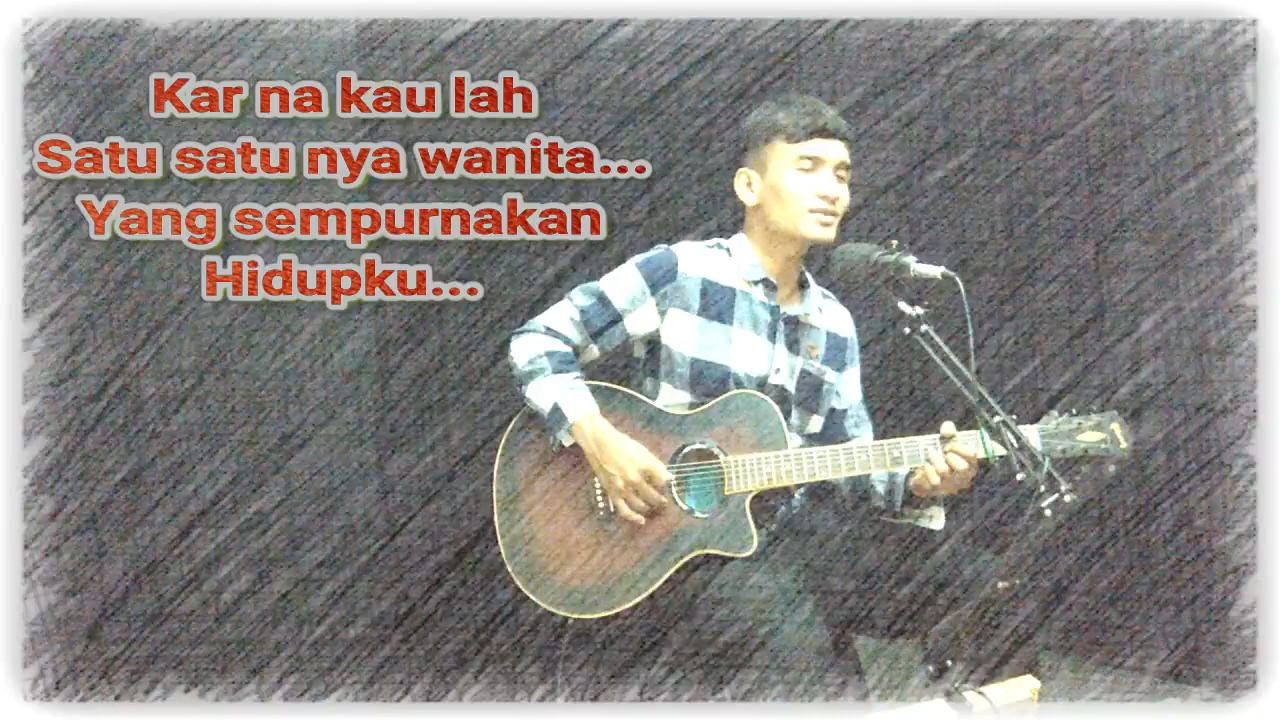 Kar na kau lah
Satu satu nya wanita...
Yang sempurnakan
Hidupku...